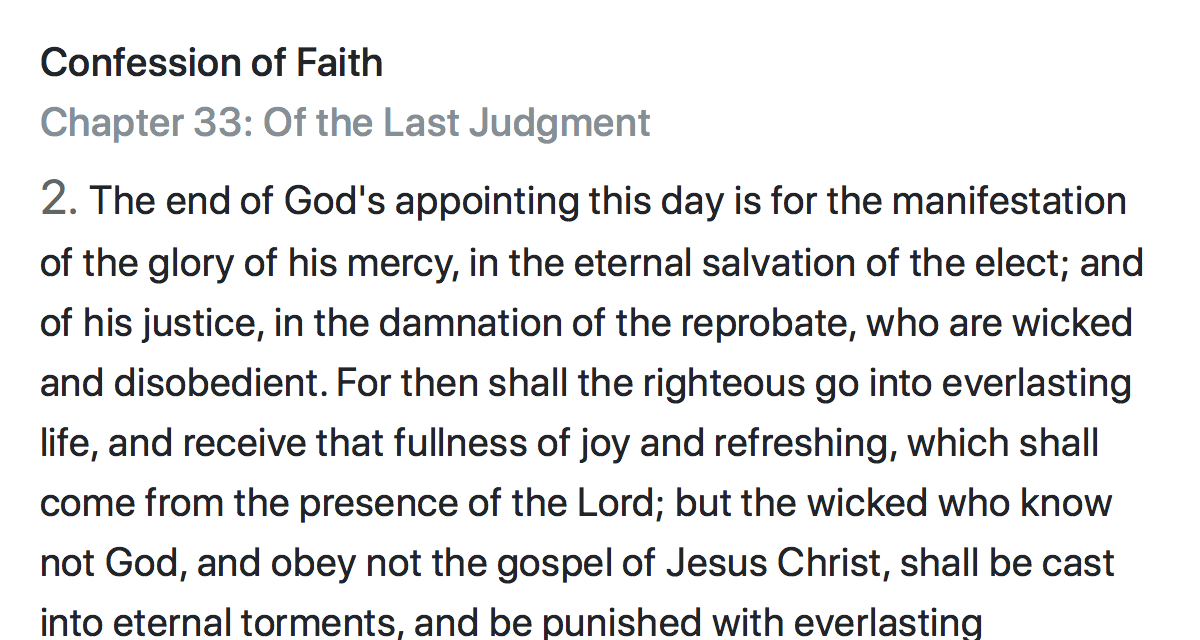 Confession of Faith
Chapter 33: Of the Last Judgment
2. The end of God's appointing this day is for the manifestation
of the glory of his mercy, in the eternal salvation of the elect; and
of his justice, in the damnation of the reprobate, who are wicked
and disobedient. For then shall the righteous go into everlasting
life, and receive that fullness of joy and refreshing, which shall
come from the presence of the Lord; but the wicked who know
not God, and obey not the gospel of Jesus Christ, shall be cast
into eternal torments, and be punished with everlasting